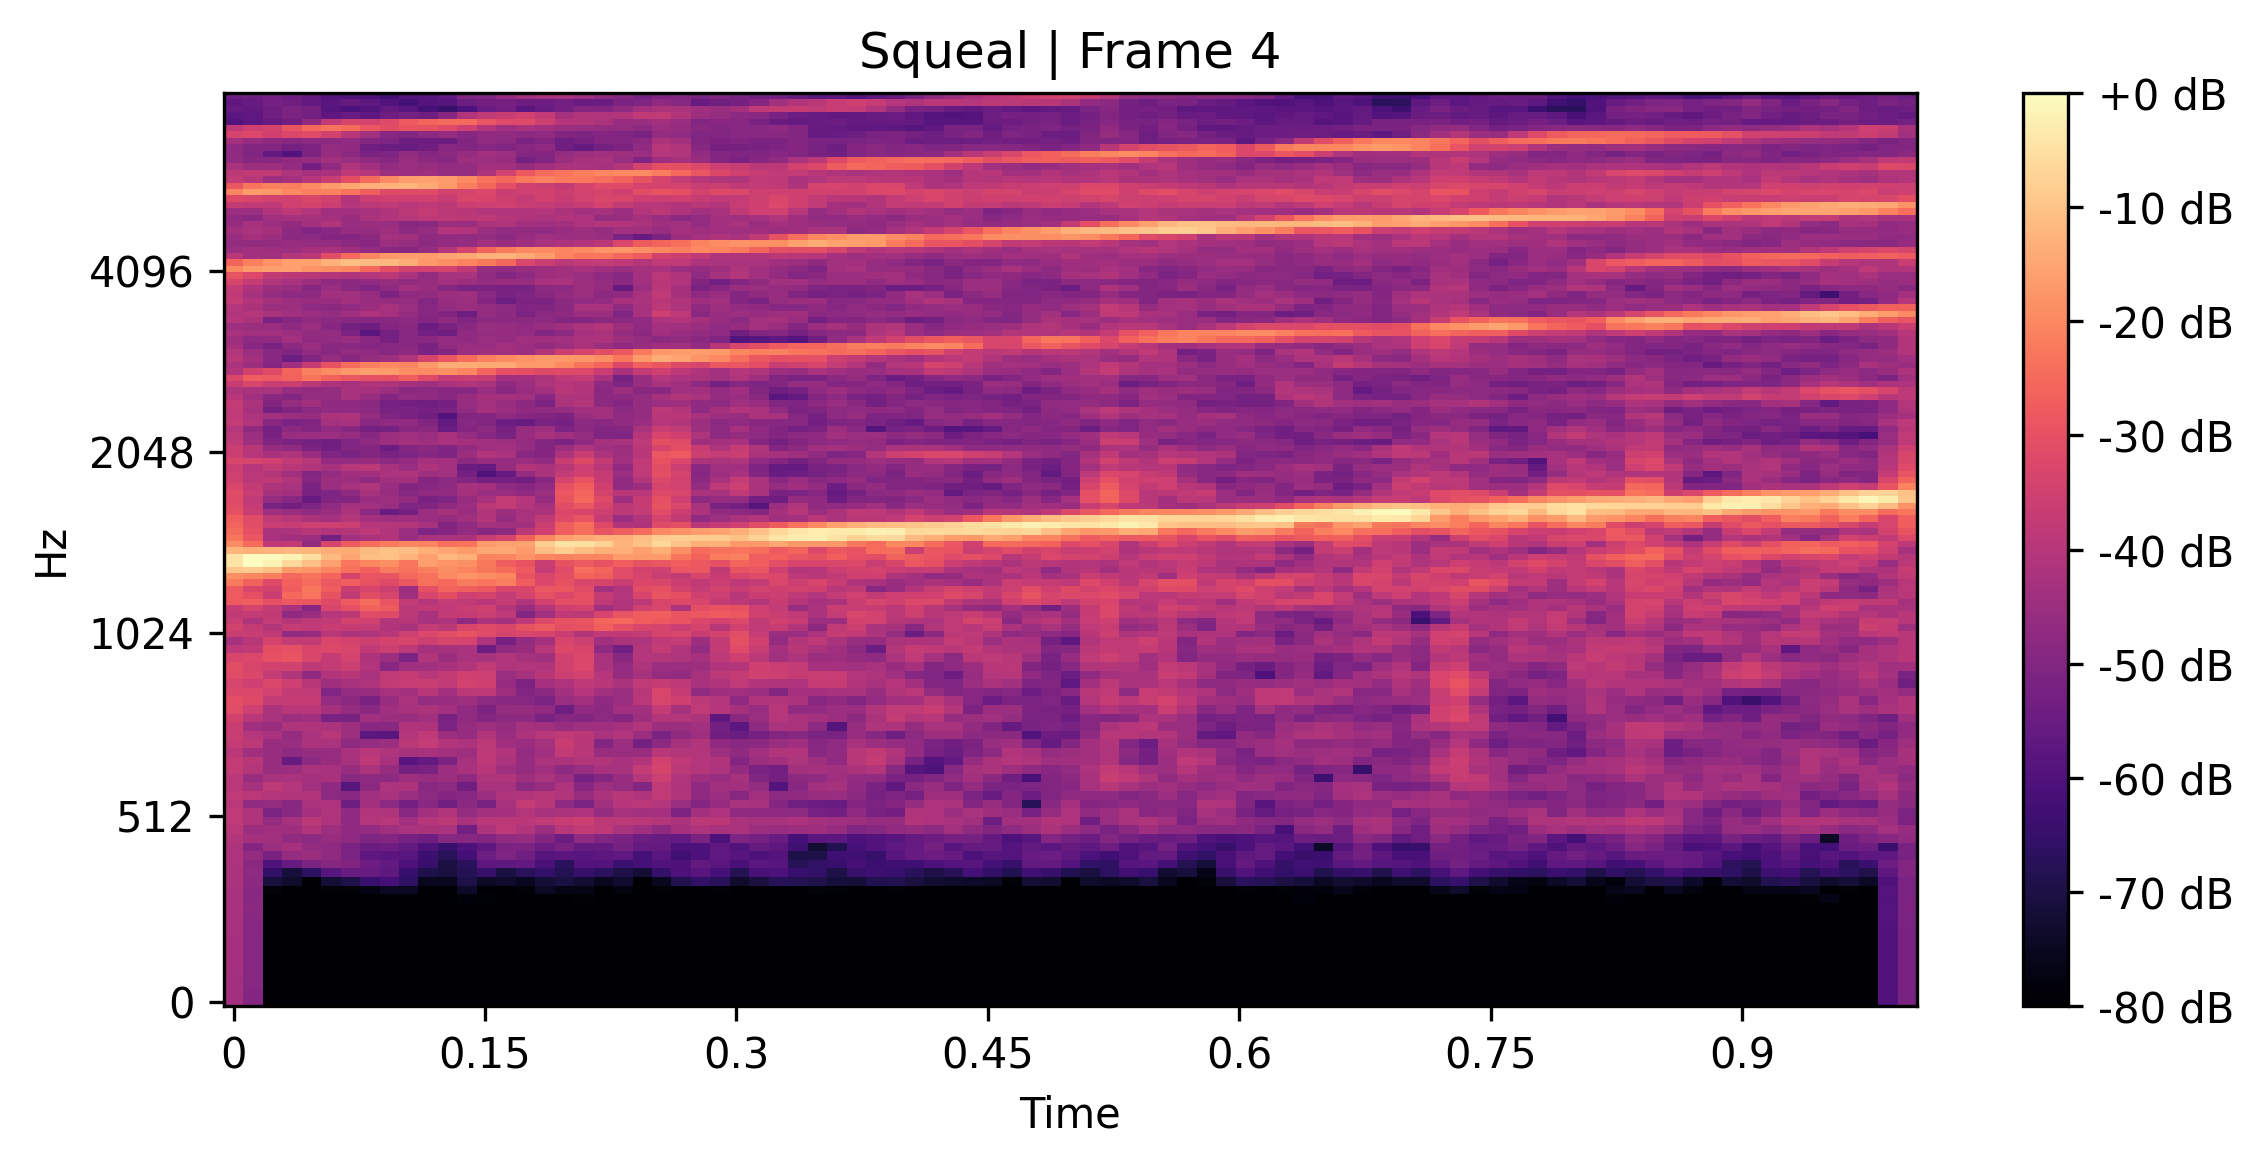 Squeal | Frame 4
Hz
4096
2048
1024
512
0
0 0.15 0.3 0.45 0.6 0.75 0.9
Time
+0 dB
-10 dB
-20 dB
-30 dB
-40 dB
-50 dB
-60 dB
-70 dB
-80 dB